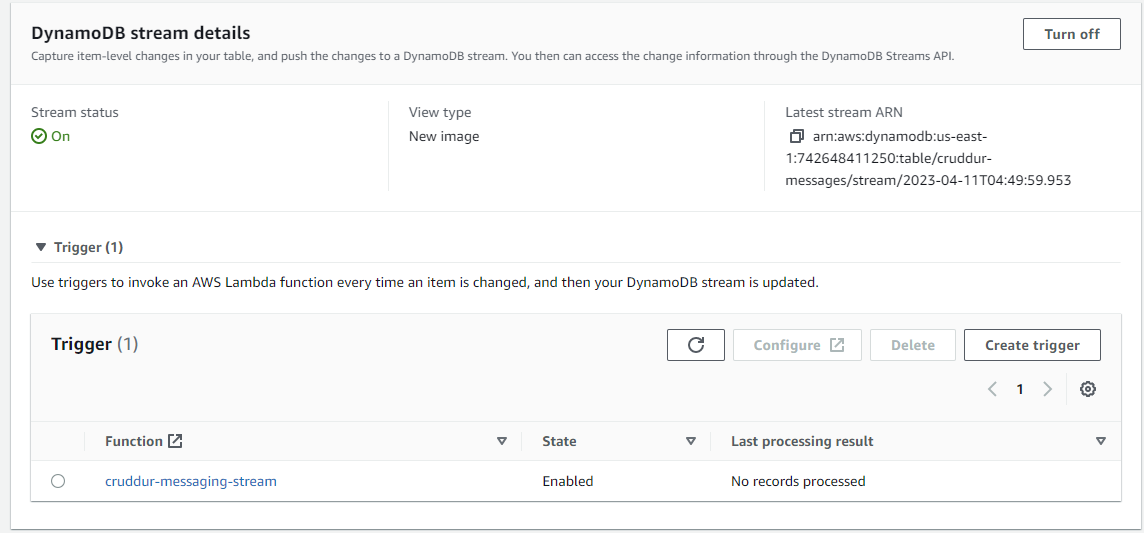 DynamoDB stream details
Turn off
Capture item-level changes in your table, and push the changes to a DynamoDB stream. You then can access the change information through the DynamoDB Streams API.
Stream status
On
View type
New image
Latest stream ARN
arn:aws:dynamodb:us-east-
1:742648411250:table/cruddur-
messages/stream/2023-04-11T04:49:59.953
Trigger (1)
Use triggers to invoke an AWS Lambda function every time an item is changed, and then your DynamoDB stream is updated.
Trigger (1)
Configure
Delete
Create trigger
1
Function
State
Last processing result
cruddur-messaging-stream
Enabled
No records processed